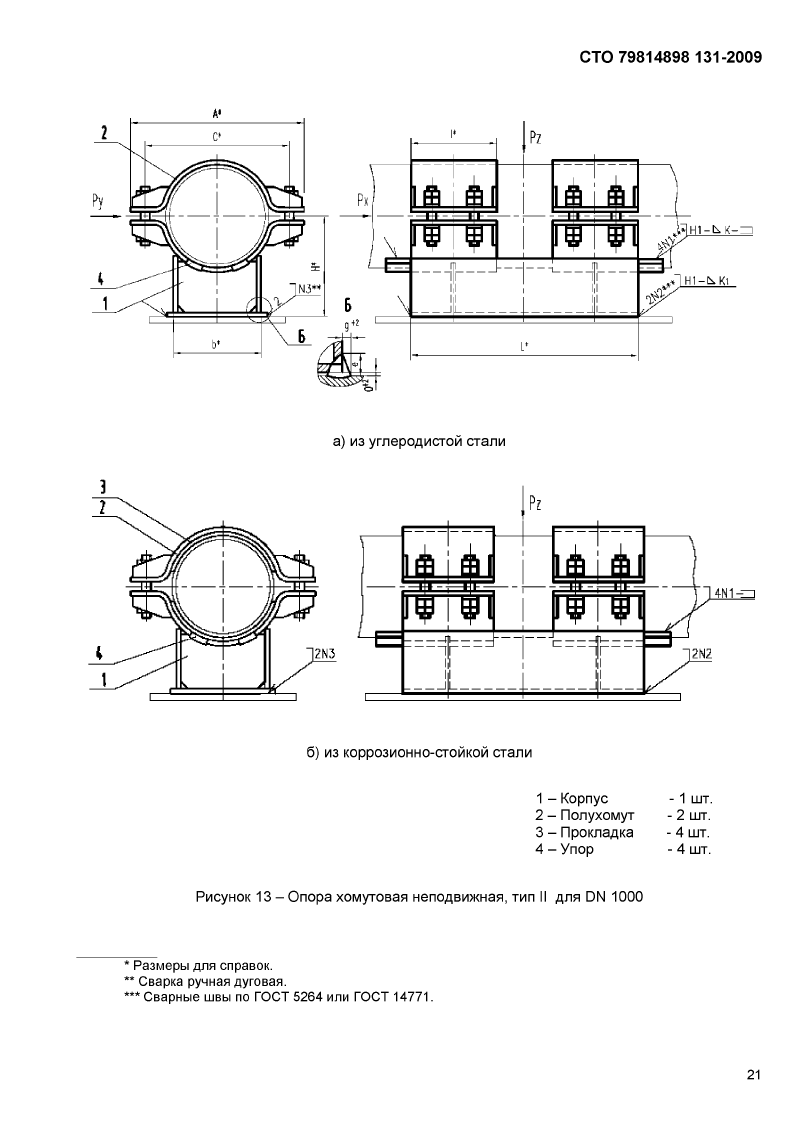 СТО 79814898 131-2009
A*
C*
2
Py
4
1
H*
N3**
2
Б
b*
Б
g+2
e
0+2
l*
Pz
Px
4N1***
H1-⊿ K-▭
2N2***
H1-⊿ K1
L*
а) из углеродистой стали
3
2
4
1
2N3
Pz
4N1-▭
2N2
б) из коррозионно-стойкой стали
1 – Корпус - 1 шт.
2 – Полухомут - 2 шт.
3 – Прокладка - 4 шт.
4 – Упор - 4 шт.
Рисунок 13 – Опора хомутовая неподвижная, тип II для DN 1000
* Размеры для справок.
** Сварка ручная дуговая.
*** Сварные швы по ГОСТ 5264 или ГОСТ 14771.
21